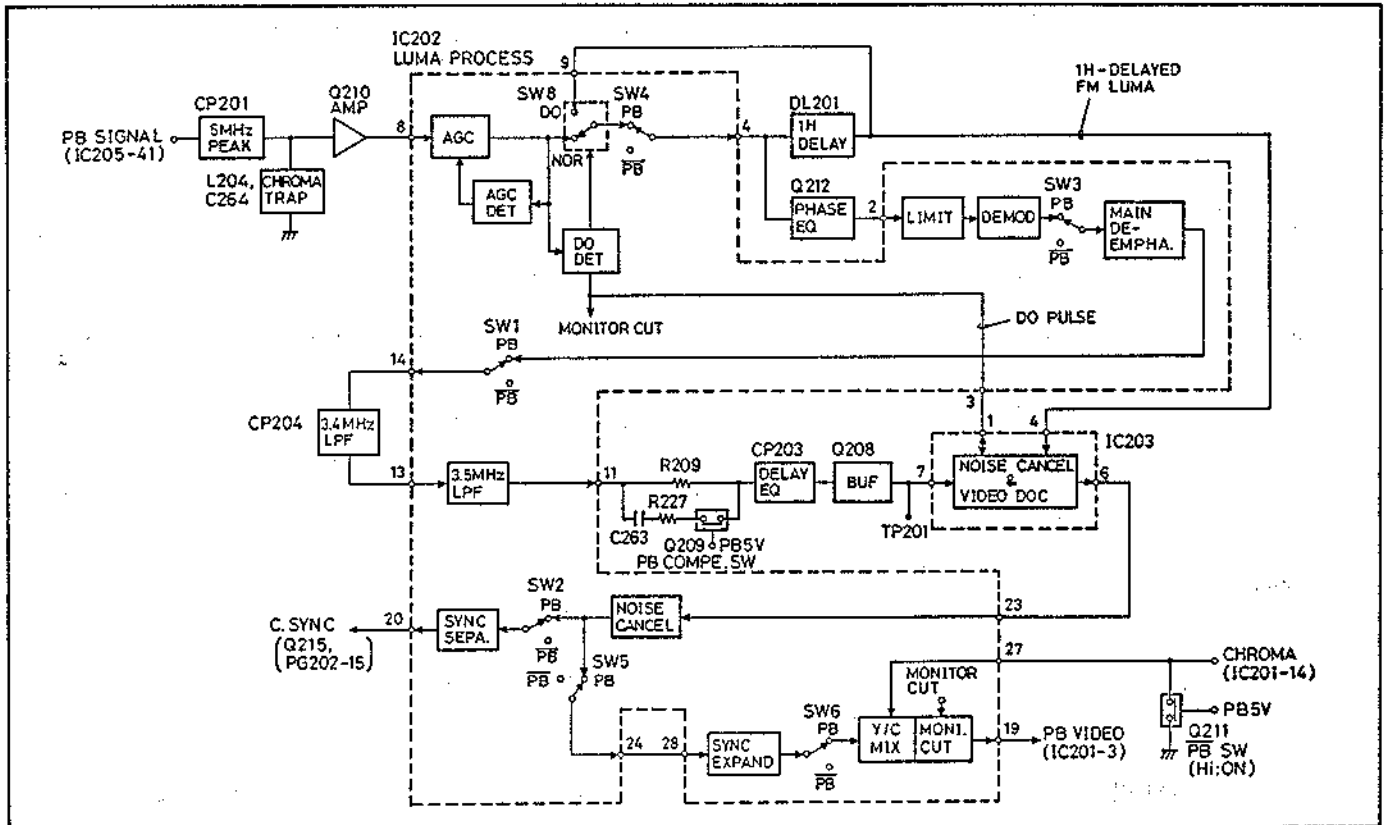 IC202
LUMA PROCESS
9
1H-DELAYED
FM LUMA
CP201
Q210
AMP
SW8
DO
SW4
PB
DL201
PB SIGNAL
(IC205-41)
5MHz
PEAK
8
AGC
4
1H
DELAY
NOR
PB
L204,
C264
CHROMA
TRAP
AGC
DET
Q212
PHASE
EQ
2
LIMIT
DEMOD
SW3
PB
MAIN
DE-
EMPHA.
PB
DO
DET
MONITOR CUT
DO PULSE
SW1
PB
14
PB
3
1
4
IC203
CP204
3.4MHz
LPF
13
3.5MHz
LPF
11
R209
CP203
DELAY
EQ
Q208
BUF
7
NOISE CANCEL
&
VIDEO DOC
6
R227
C263
TP201
Q209
PB5V
PB COMPE. SW
SW2
PB
NOISE
CANCEL
23
C. SYNC
(Q215,
PG202-15)
20
SYNC
SEPA.
PB
SW5
PB
PB
27
CHROMA
(IC201-14)
MONITOR
CUT
PB5V
SW6
PB
24
28
SYNC
EXPAND
Y/C
MIX
MONI.
CUT
19
PB VIDEO
(IC201-3)
Q211
PB SW
(Hi:ON)
PB